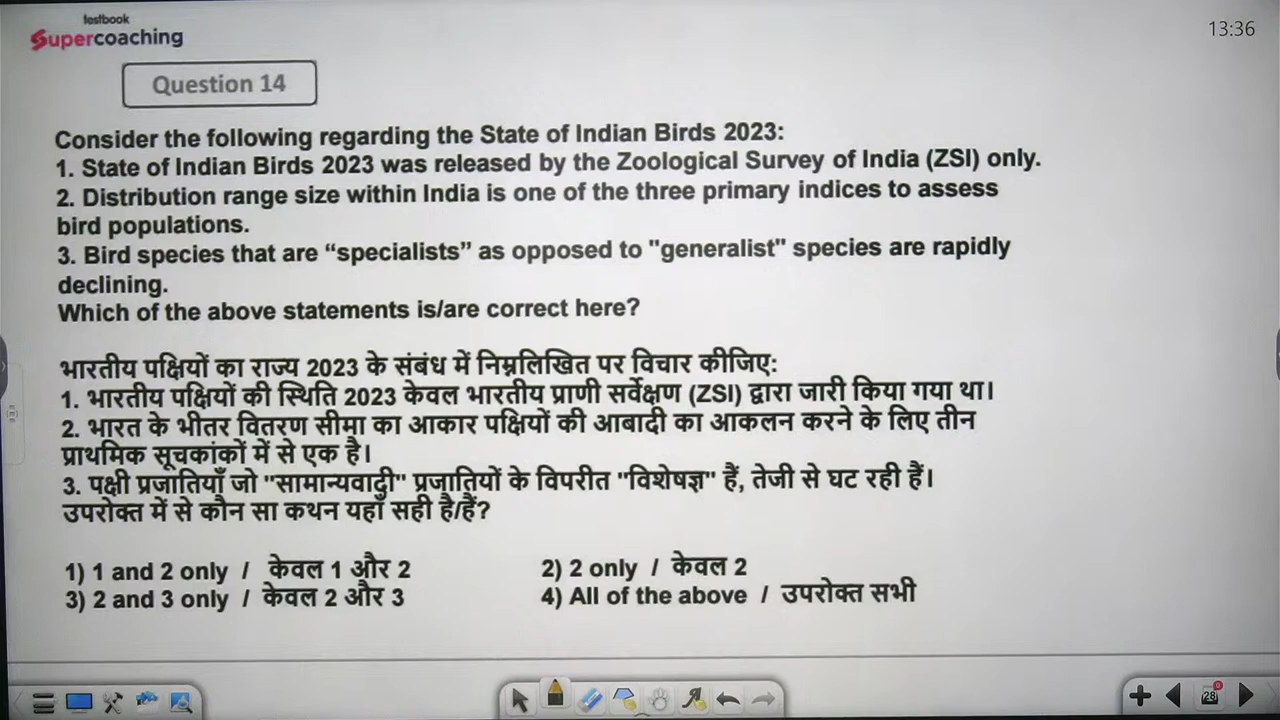 testbook
Supercoaching
13:36
Question 14
Consider the following regarding the State of Indian Birds 2023:
1. State of Indian Birds 2023 was released by the Zoological Survey of India (ZSI) only.
2. Distribution range size within India is one of the three primary indices to assess
bird populations.
3. Bird species that are “specialists” as opposed to "generalist" species are rapidly
declining.
Which of the above statements is/are correct here?
भारतीय पक्षियों का राज्य 2023 के संबंध में निम्नलिखित पर विचार कीजिए:
1. भारतीय पक्षियों की स्थिति 2023 केवल भारतीय प्राणी सर्वेक्षण (ZSI) द्वारा जारी किया गया था।
2. भारत के भीतर वितरण सीमा का आकार पक्षियों की आबादी का आकलन करने के लिए तीन
प्राथमिक सूचकांकों में से एक है।
3. पक्षी प्रजातियाँ जो "सामान्यवादी" प्रजातियों के विपरीत "विशेषज्ञ" हैं, तेजी से घट रही हैं।
उपरोक्त में से कौन सा कथन यहाँ सही है/हैं?
1) 1 and 2 only / केवल 1 और 2 2) 2 only / केवल 2
3) 2 and 3 only / केवल 2 और 3 4) All of the above / उपरोक्त सभी
28